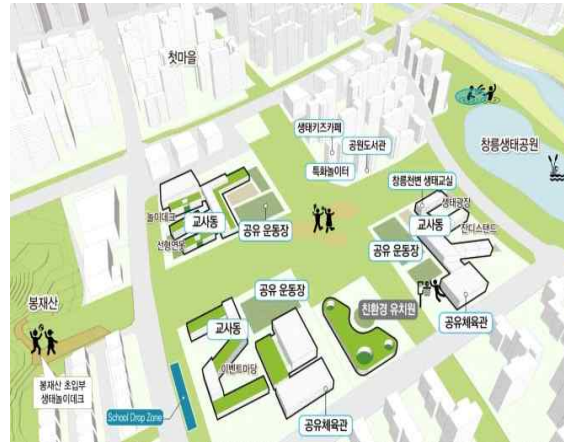 첫마을
생태키즈카페
공원도서관
특화놀이터
창릉생태공원
창릉천변 생태교실
생태광장
교사동
잔디스탠드
놀이데크
교사동
선형연못
공유 운동장
공유 운동장
공유 운동장
친환경 유치원
공유체육관
봉재산
교사동
이벤트마당
봉재산 초입부
생태놀이데크
School Drop Zone
공유체육관